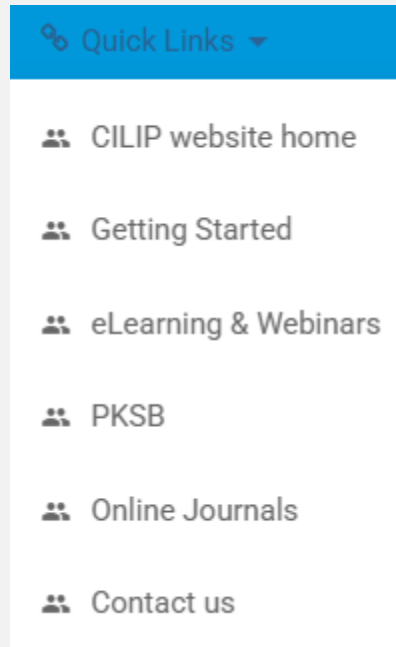 Quick Links
CILIP website home
Getting Started
eLearning & Webinars
PKSB
Online Journals
Contact us